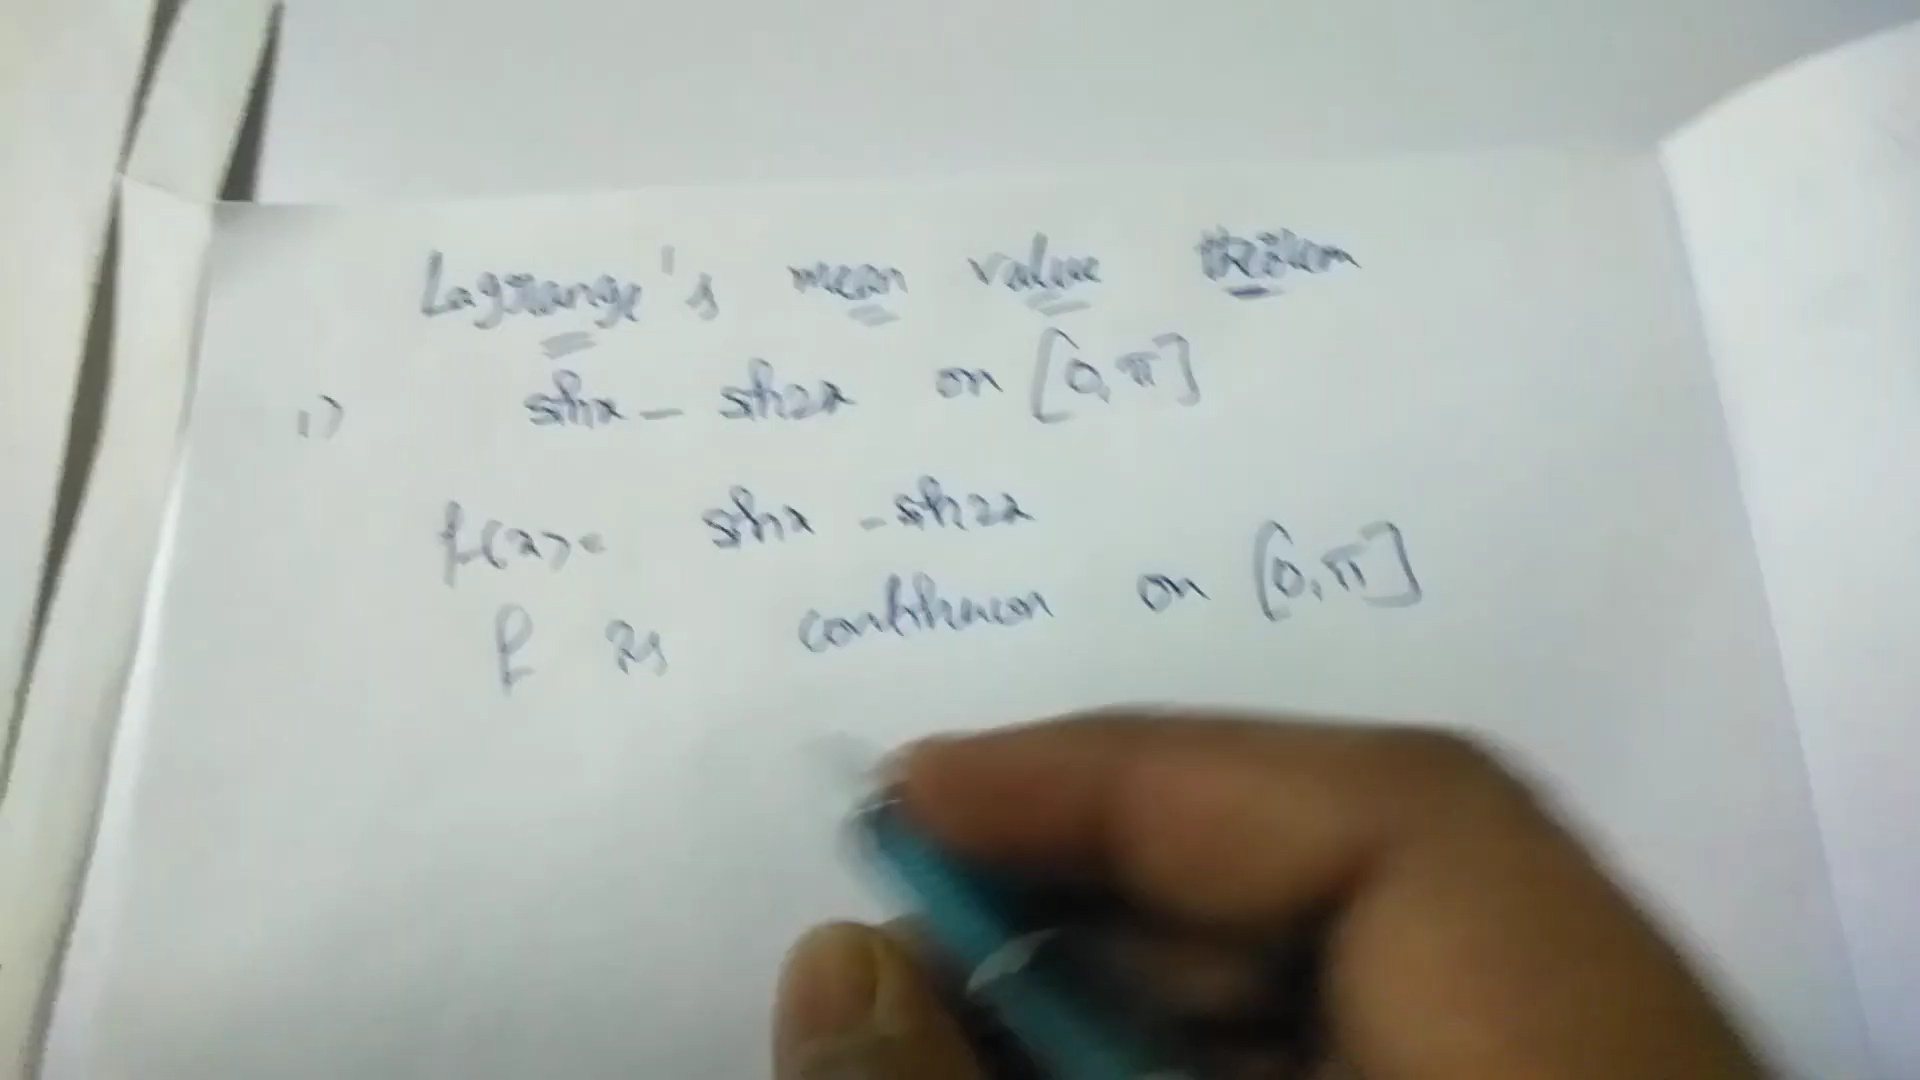 Lagrange's mean value theorem
1) sinx - sin2x on [0, π]
f(x)= sinx - sin2x
f is continuous on [0, π]